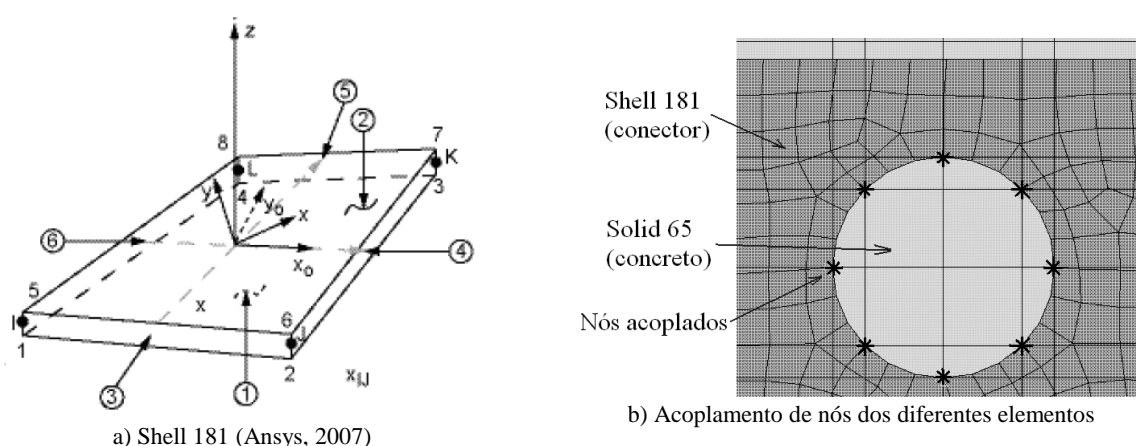 z
5
2
8
7
L
K
4
3
y
y₀
x
6
4
x₀
5
x
I
6
J
1
2
x_IJ
3
1
a) Shell 181 (Ansys, 2007)
Shell 181
(conector)
Solid 65
(concreto)
Nós acoplados
b) Acoplamento de nós dos diferentes elementos